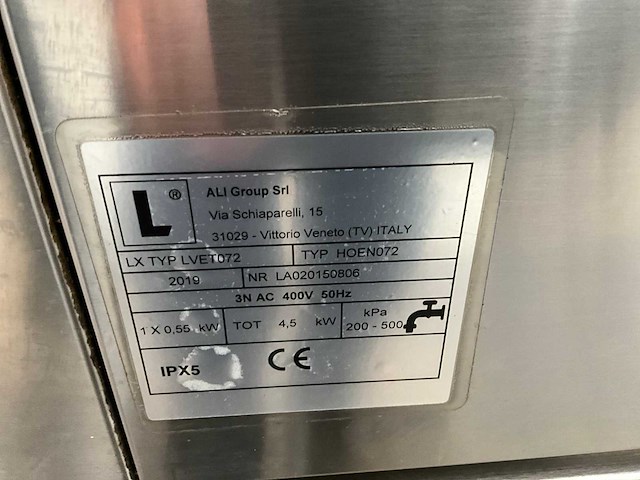 L ®
ALI Group Srl
Via Schiaparelli, 15
31029 - Vittorio Veneto (TV) ITALY
LX TYP LVET072 TYP HOEN072
2019 NR LA020150806
3N AC 400V 50Hz
1 X 0,55 kW TOT 4,5 kW kPa 200 - 500
IPX5 CE